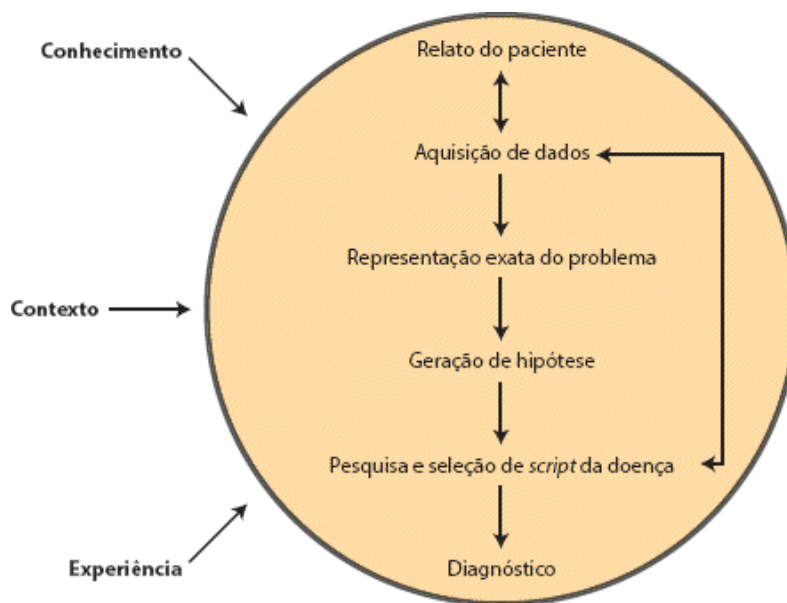 Conhecimento
Relato do paciente
Aquisição de dados
Representação exata do problema
Contexto
Geração de hipótese
Pesquisa e seleção de script da doença
Experiência
Diagnóstico